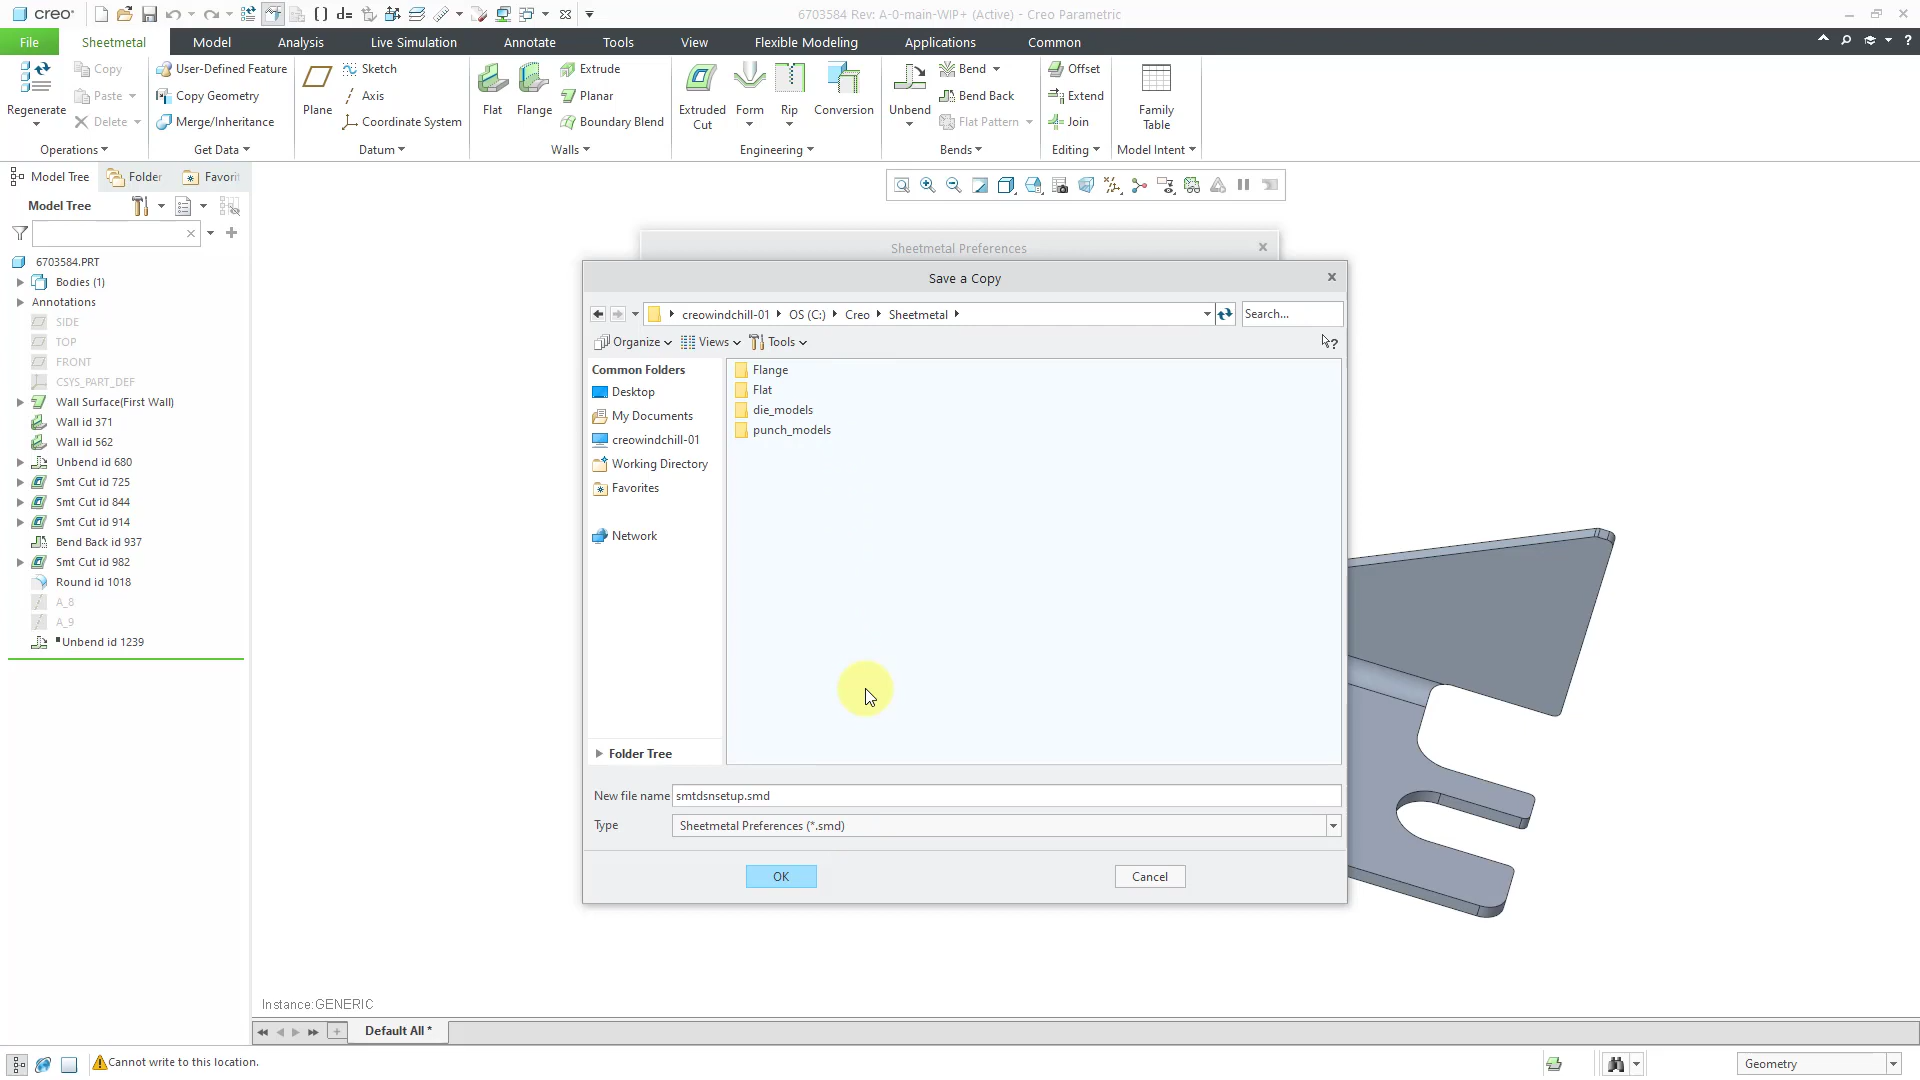 creo
6703584 Rev: A-0-main-WIP+ (Active) - Creo Parametric
File
Sheetmetal
Model
Analysis
Live Simulation
Annotate
Tools
View
Flexible Modeling
Applications
Common
Regenerate
Copy
Paste
Delete
Operations
User-Defined Feature
Copy Geometry
Merge/Inheritance
Get Data
Plane
Sketch
Axis
Coordinate System
Datum
Flat
Flange
Extrude
Planar
Boundary Blend
Walls
Extruded
Cut
Form
Rip
Conversion
Engineering
Unbend
Bend
Bend Back
Flat Pattern
Bends
Offset
Extend
Join
Editing
Family
Table
Model Intent
Model Tree
Folder
Favorit
Model Tree
6703584.PRT
Bodies (1)
Annotations
SIDE
TOP
FRONT
CSYS_PART_DEF
Wall Surface(First Wall)
Wall id 371
Wall id 562
Unbend id 680
Smt Cut id 725
Smt Cut id 844
Smt Cut id 914
Bend Back id 937
Smt Cut id 982
Round id 1018
A_8
A_9
Unbend id 1239
Sheetmetal Preferences
Save a Copy
creowindchill-01
OS (C:)
Creo
Sheetmetal
Search...
Organize
Views
Tools
Common Folders
Desktop
My Documents
creowindchill-01
Working Directory
Favorites
Network
Folder Tree
Flange
Flat
die_models
punch_models
New file name
smtdsnsetup.smd
Type
Sheetmetal Preferences (*.smd)
OK
Cancel
Instance:GENERIC
Default All *
Cannot write to this location.
Geometry